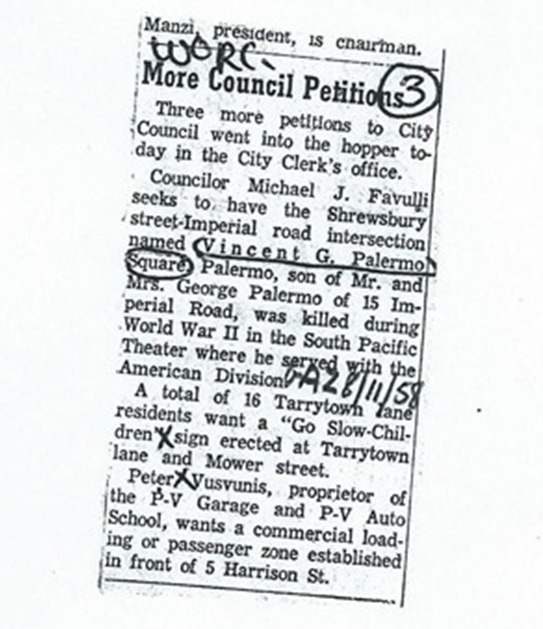 Manzi, president, is chairman.
WORC-
More Council Petitions 3
Three more petitions to City
Council went into the hopper to-
day in the City Clerk's office.
Councilor Michael J. Favulli
seeks to have the Shrewsbury
street-Imperial road intersection
named Vincent G. Palermo
Square. Palermo, son of Mr. and
Mrs. George Palermo of 15 Im-
perial Road, was killed during
World War II in the South Pacific
Theater where he served with the
American Division. 28/11/58
A total of 16 Tarrytown lane
residents want a "Go Slow-Chil-
dren" sign erected at Tarrytown
lane and Mower street.
Peter Yusvunis, proprietor of
the P-V Garage and P-V Auto
School, wants a commercial load-
ing or passenger zone established
in front of 5 Harrison St.